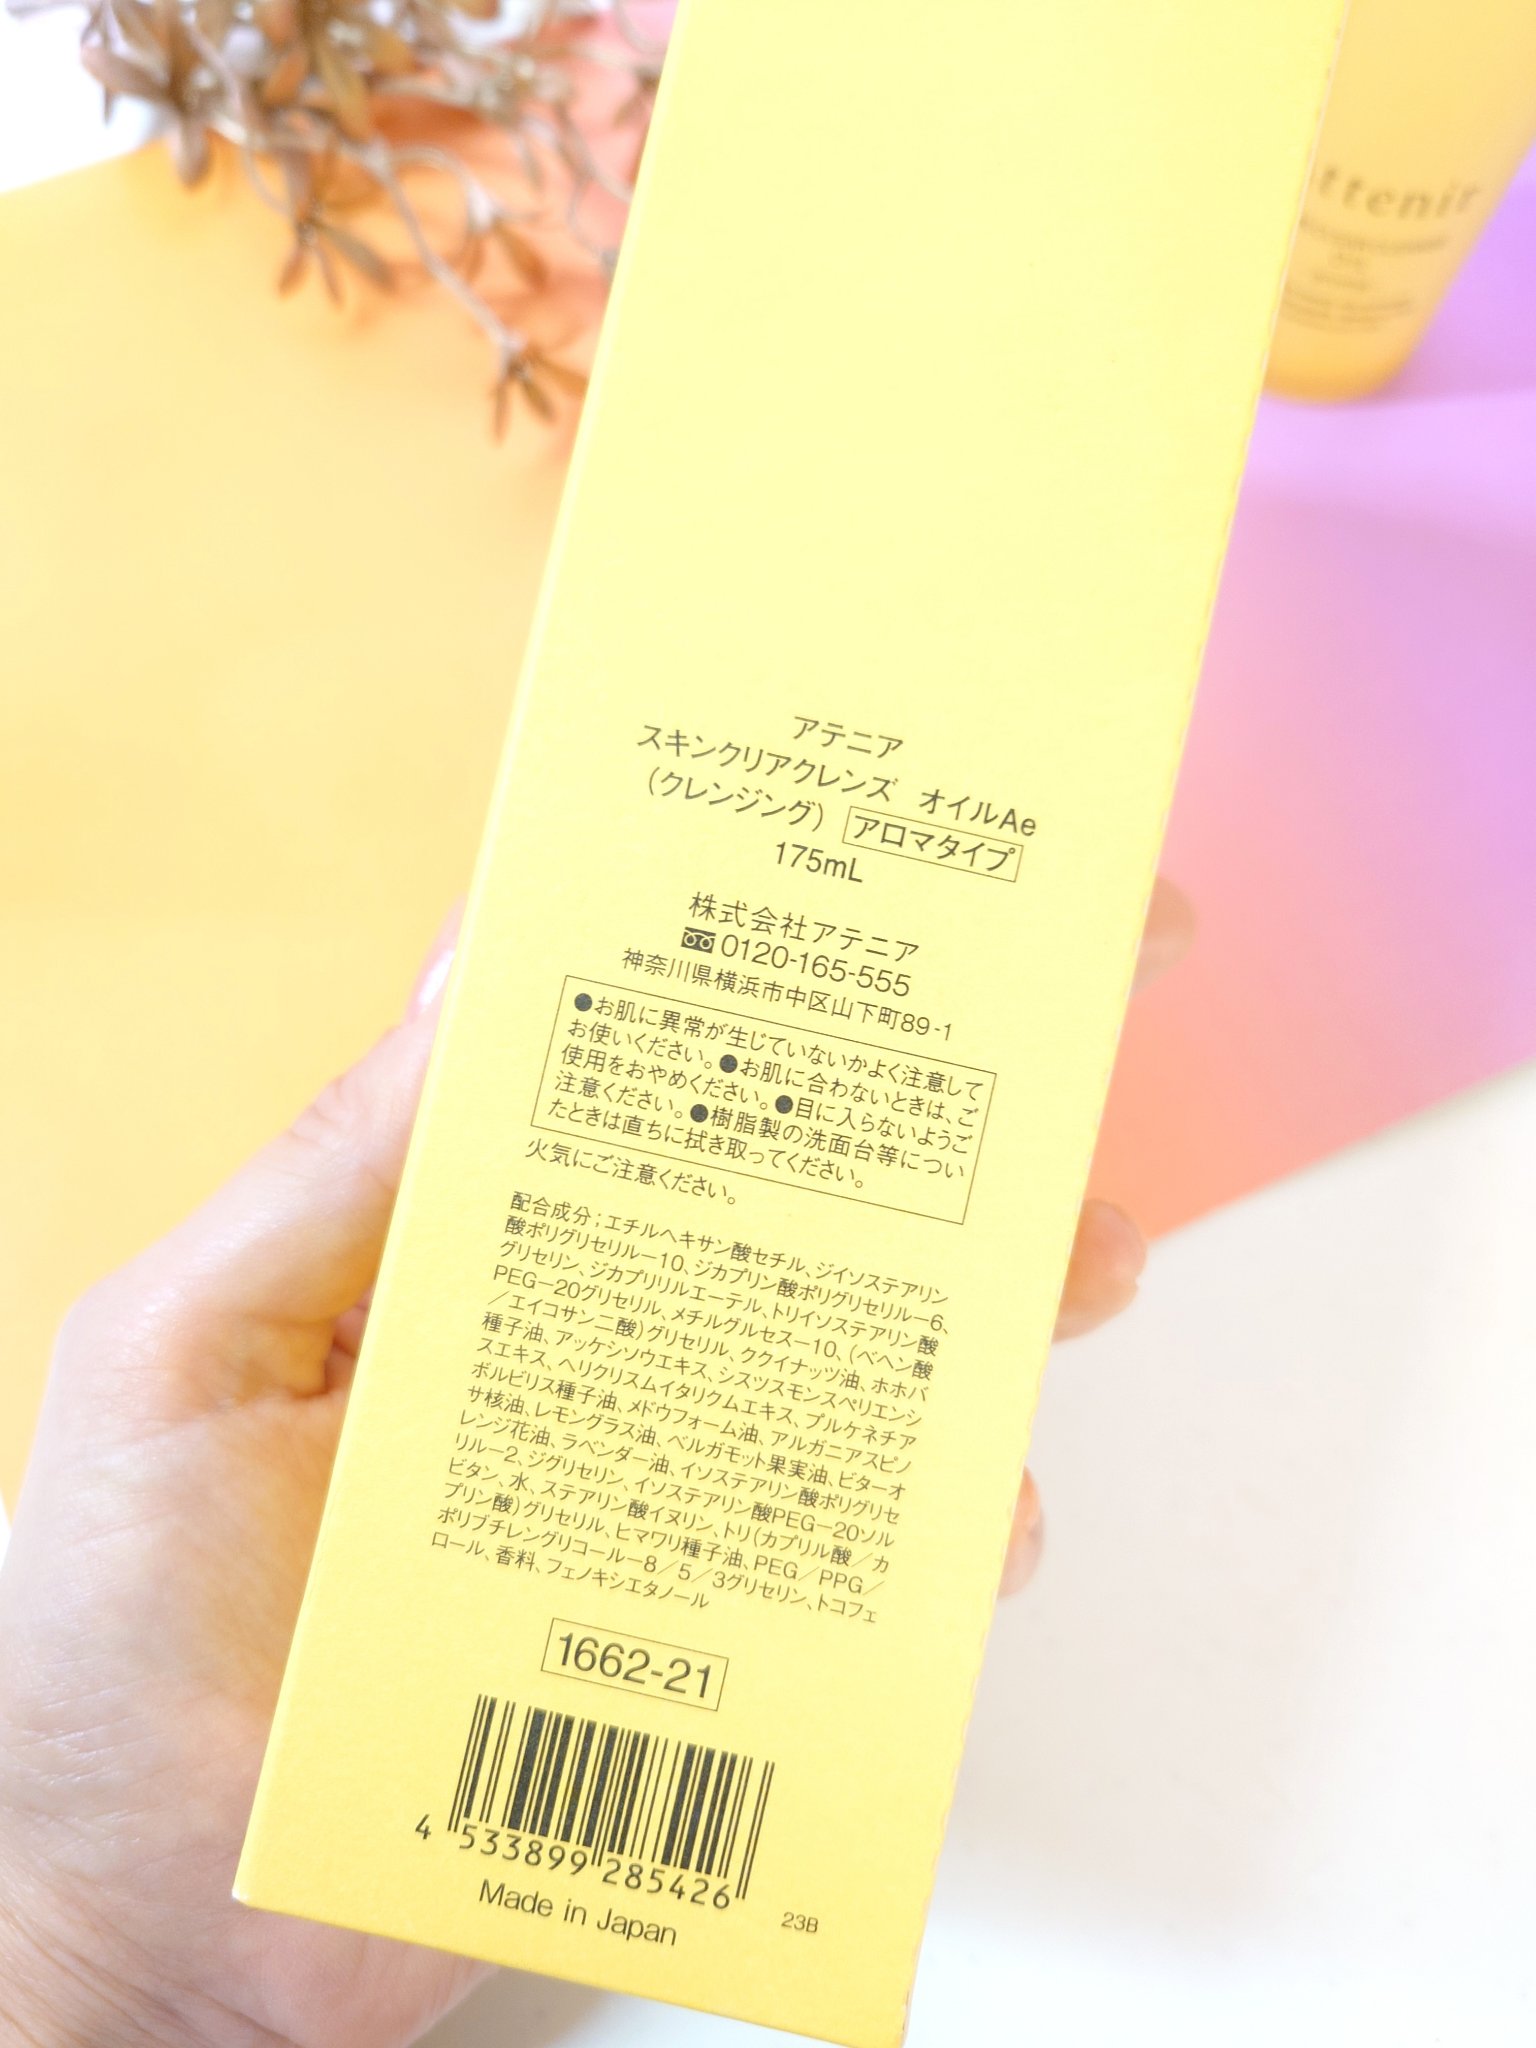 アテニア
スキンクリアクレンズ オイルAe
（クレンジング） アロマタイプ
175mL
株式会社アテニア
0120-165-555
神奈川県横浜市中区山下町89-1
●お肌に異常が生じていないかよく注意して
お使いください。●お肌に合わないときは、ご
使用をおやめください。●目に入らないようご
注意ください。●樹脂製の洗面台等につい
たときは直ちに拭き取ってください。
火気にご注意ください。
配合成分；エチルヘキサン酸セチル、ジイソステアリン
酸ポリグリセリル－10、ジカプリン酸ポリグリセリル－6、
グリセリン、ジカプリリルエーテル、トリイソステアリン酸
PEG－20グリセリル、メチルグルセス－10、（ベヘン酸
／エイコサン二酸）グリセリル、ククイナッツ油、ホホバ
種子油、アッケシソウエキス、シスツスモンスペリエンシ
スエキス、ヘリクリスムイタリクムエキス、プルケネチア
ボルビリス種子油、メドウフォーム油、アルガニアスピノ
サ核油、レモングラス油、ベルガモット果実油、ビターオ
レンジ花油、ラベンダー油、イソステアリン酸ポリグリセ
リル－2、ジグリセリン、イソステアリン酸PEG－20ソル
ビタン、水、ステアリン酸イヌリン、トリ（カプリル酸／カ
プリン酸）グリセリル、ヒマワリ種子油、PEG／PPG／
ポリブチレングリコール－8／5／3グリセリン、トコフェ
ロール、香料、フェノキシエタノール
1662-21
4 533899 285426
Made in Japan
23B
ttenir